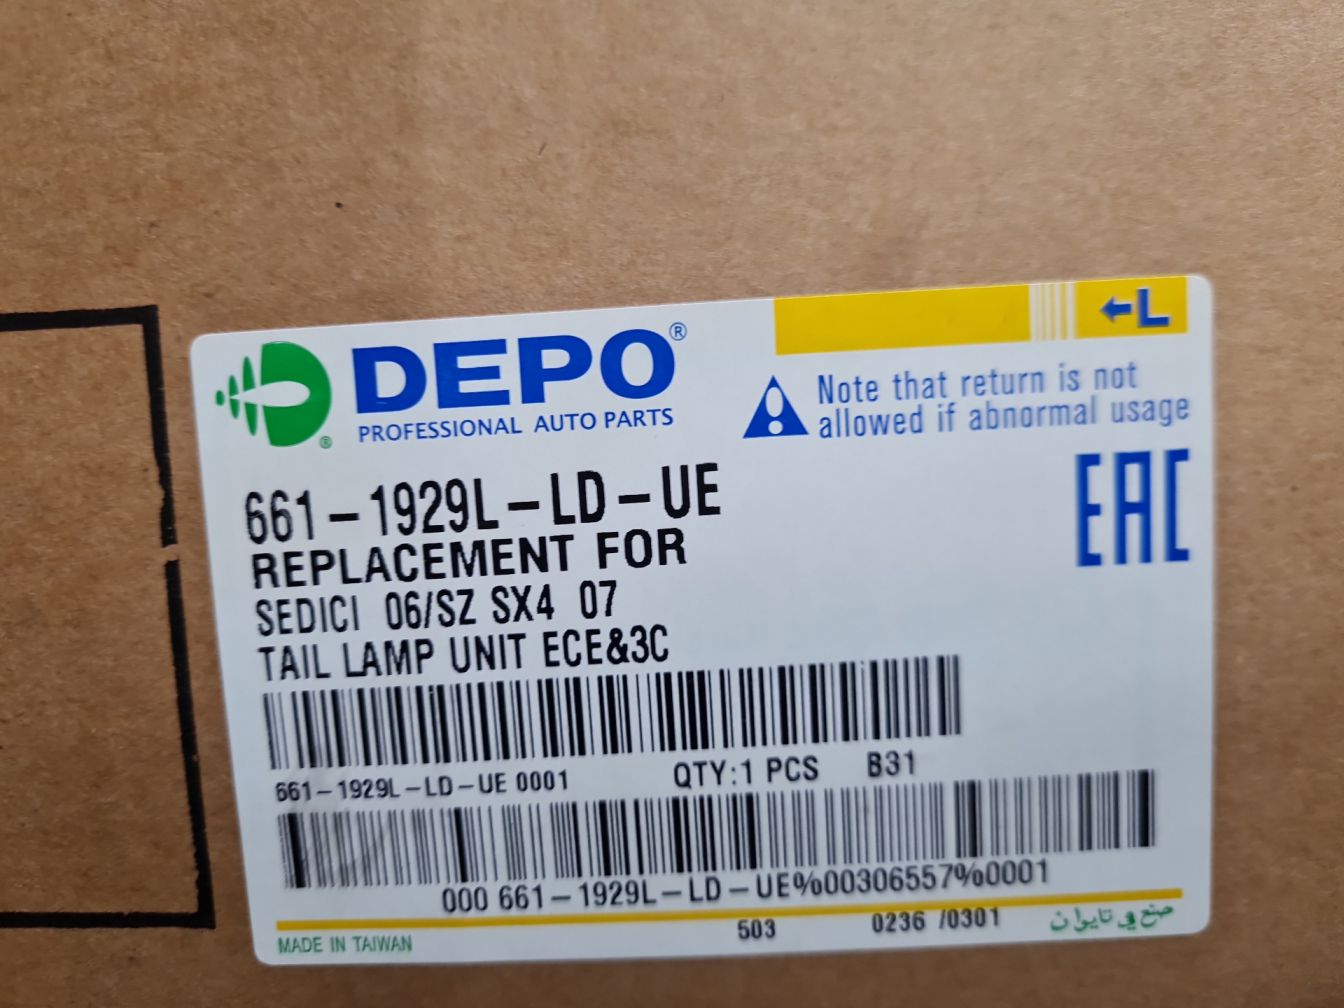 DEPO®
PROFESSIONAL AUTO PARTS
®
←L
Note that return is not
allowed if abnormal usage
EAC
661-1929L-LD-UE
REPLACEMENT FOR
SEDICI 06/SZ SX4 07
TAIL LAMP UNIT ECE&3C
661-1929L-LD-UE 0001 QTY:1 PCS B31
000 661-1929L-LD-UE%00306557%0001
MADE IN TAIWAN 503 0236 /0301 صنع في تايوان